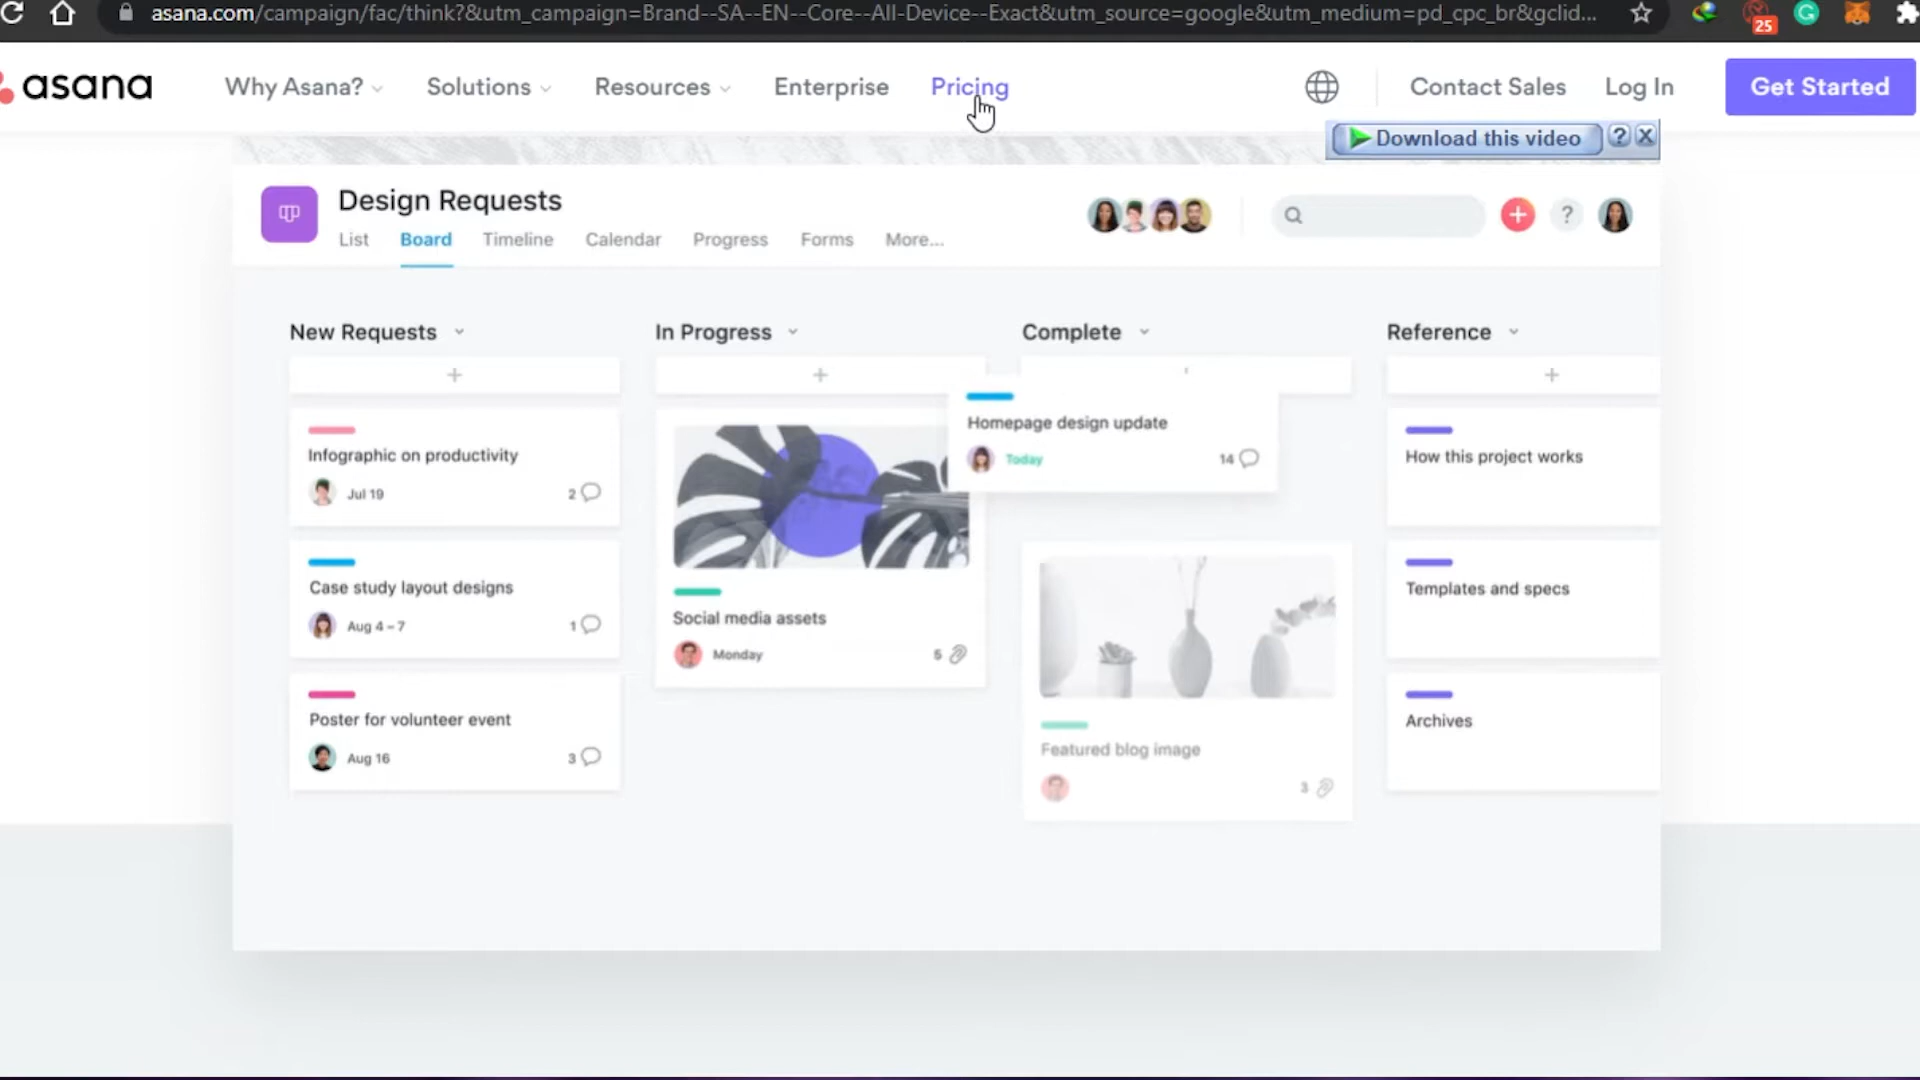 asana.com/campaign/fac/think?&utm_campaign=Brand--SA--EN--Core--All-Device--Exact&utm_source=google&utm_medium=pd_cpc_br&gclid...
25
asana
Why Asana?
Solutions
Resources
Enterprise
Pricing
Contact Sales
Log In
Get Started
Download this video
?
X
Design Requests
?
List
Board
Timeline
Calendar
Progress
Forms
More...
New Requests
In Progress
Complete
Reference
+
+
+
Infographic on productivity
Jul 19
2
Case study layout designs
Aug 4 – 7
1
Poster for volunteer event
Aug 16
3
Social media assets
Monday
5
Homepage design update
Today
14
Featured blog image
3
How this project works
Templates and specs
Archives